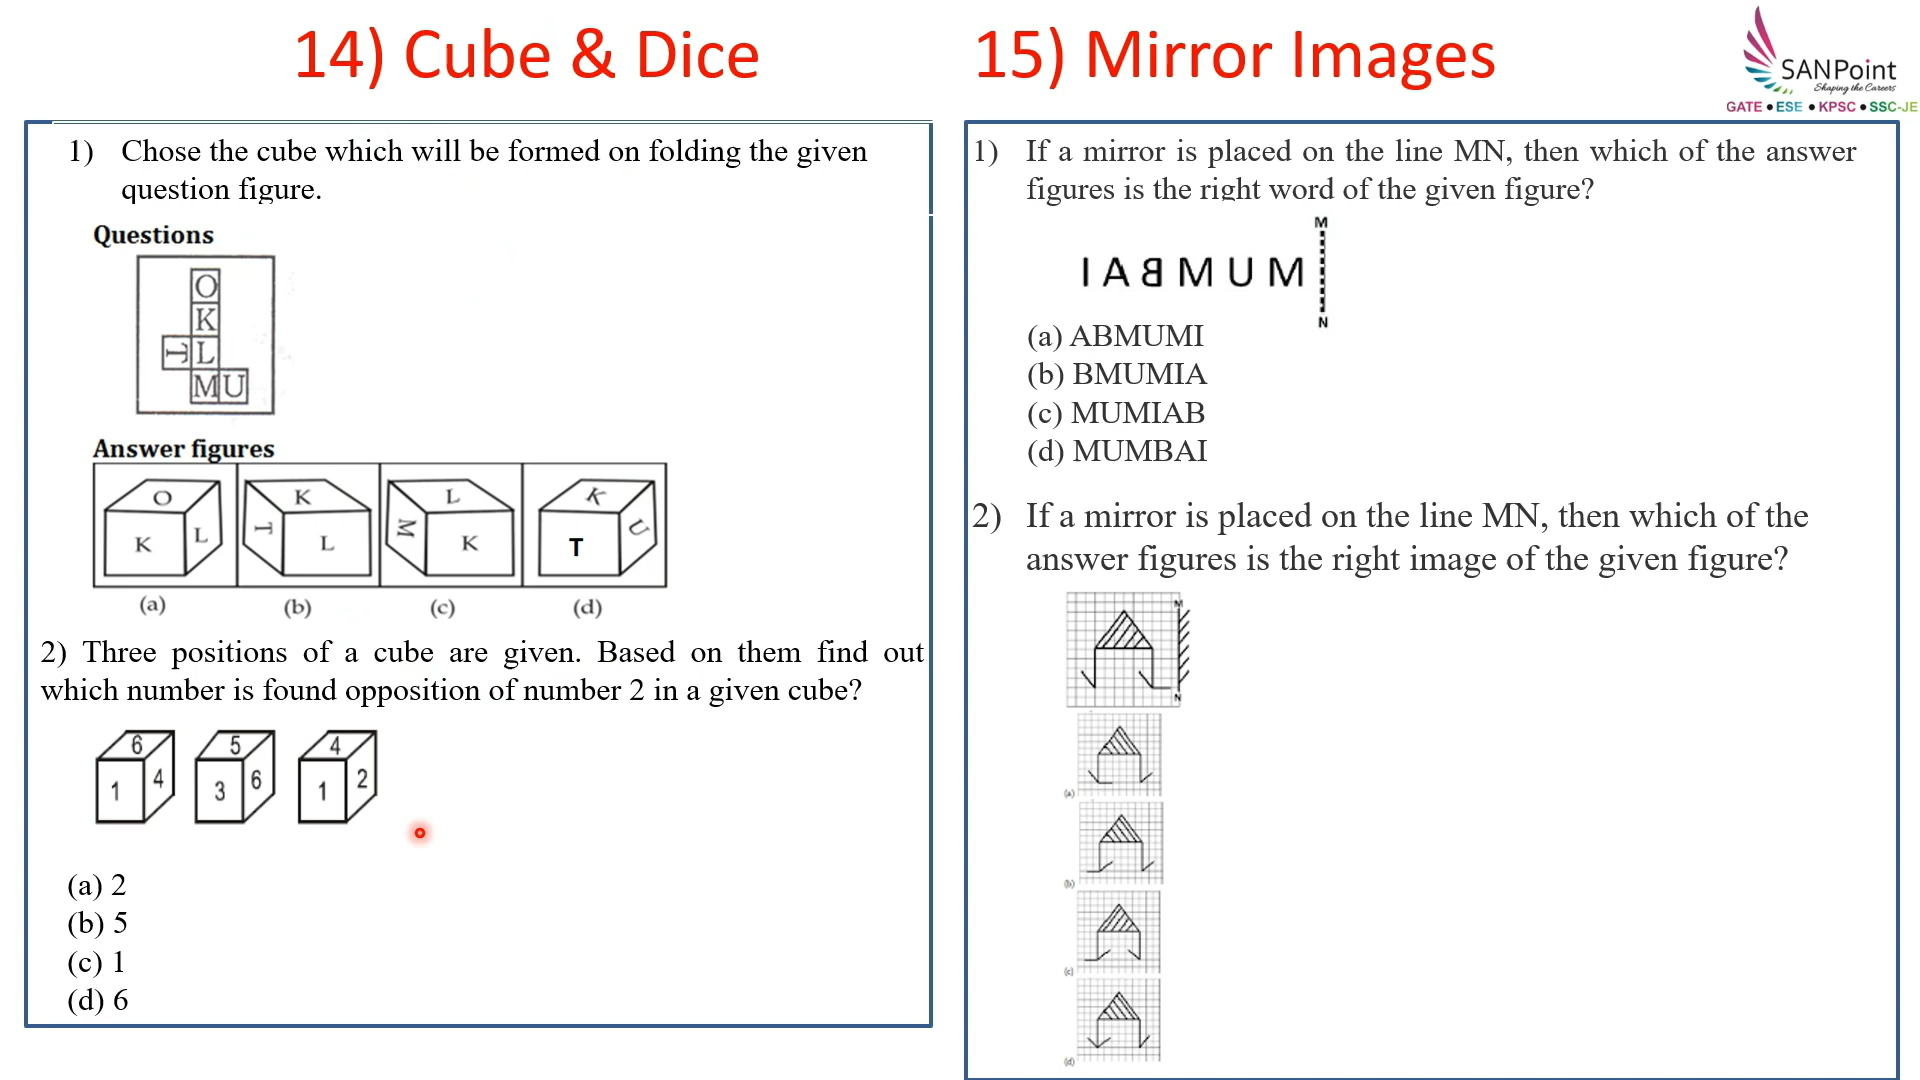 14) Cube & Dice
15) Mirror Images
SANPoint
Shaping the Careers
GATE ● ESE ● KPSC ● SSC-JE
1) Chose the cube which will be formed on folding the given
question figure.
Questions
O
K
T L
M U
Answer figures
O
K L
K
T L
L
M K
K
T U
(a) (b) (c) (d)
2) Three positions of a cube are given. Based on them find out
which number is found opposition of number 2 in a given cube?
6 5 4
1 4 3 6 1 2
(a) 2
(b) 5
(c) 1
(d) 6
1) If a mirror is placed on the line MN, then which of the answer
figures is the right word of the given figure?
M
I A B M U M
N
(a) ABMUMI
(b) BMUMIA
(c) MUMIAB
(d) MUMBAI
2) If a mirror is placed on the line MN, then which of the
answer figures is the right image of the given figure?
M
N
(a)
(b)
(c)
(d)